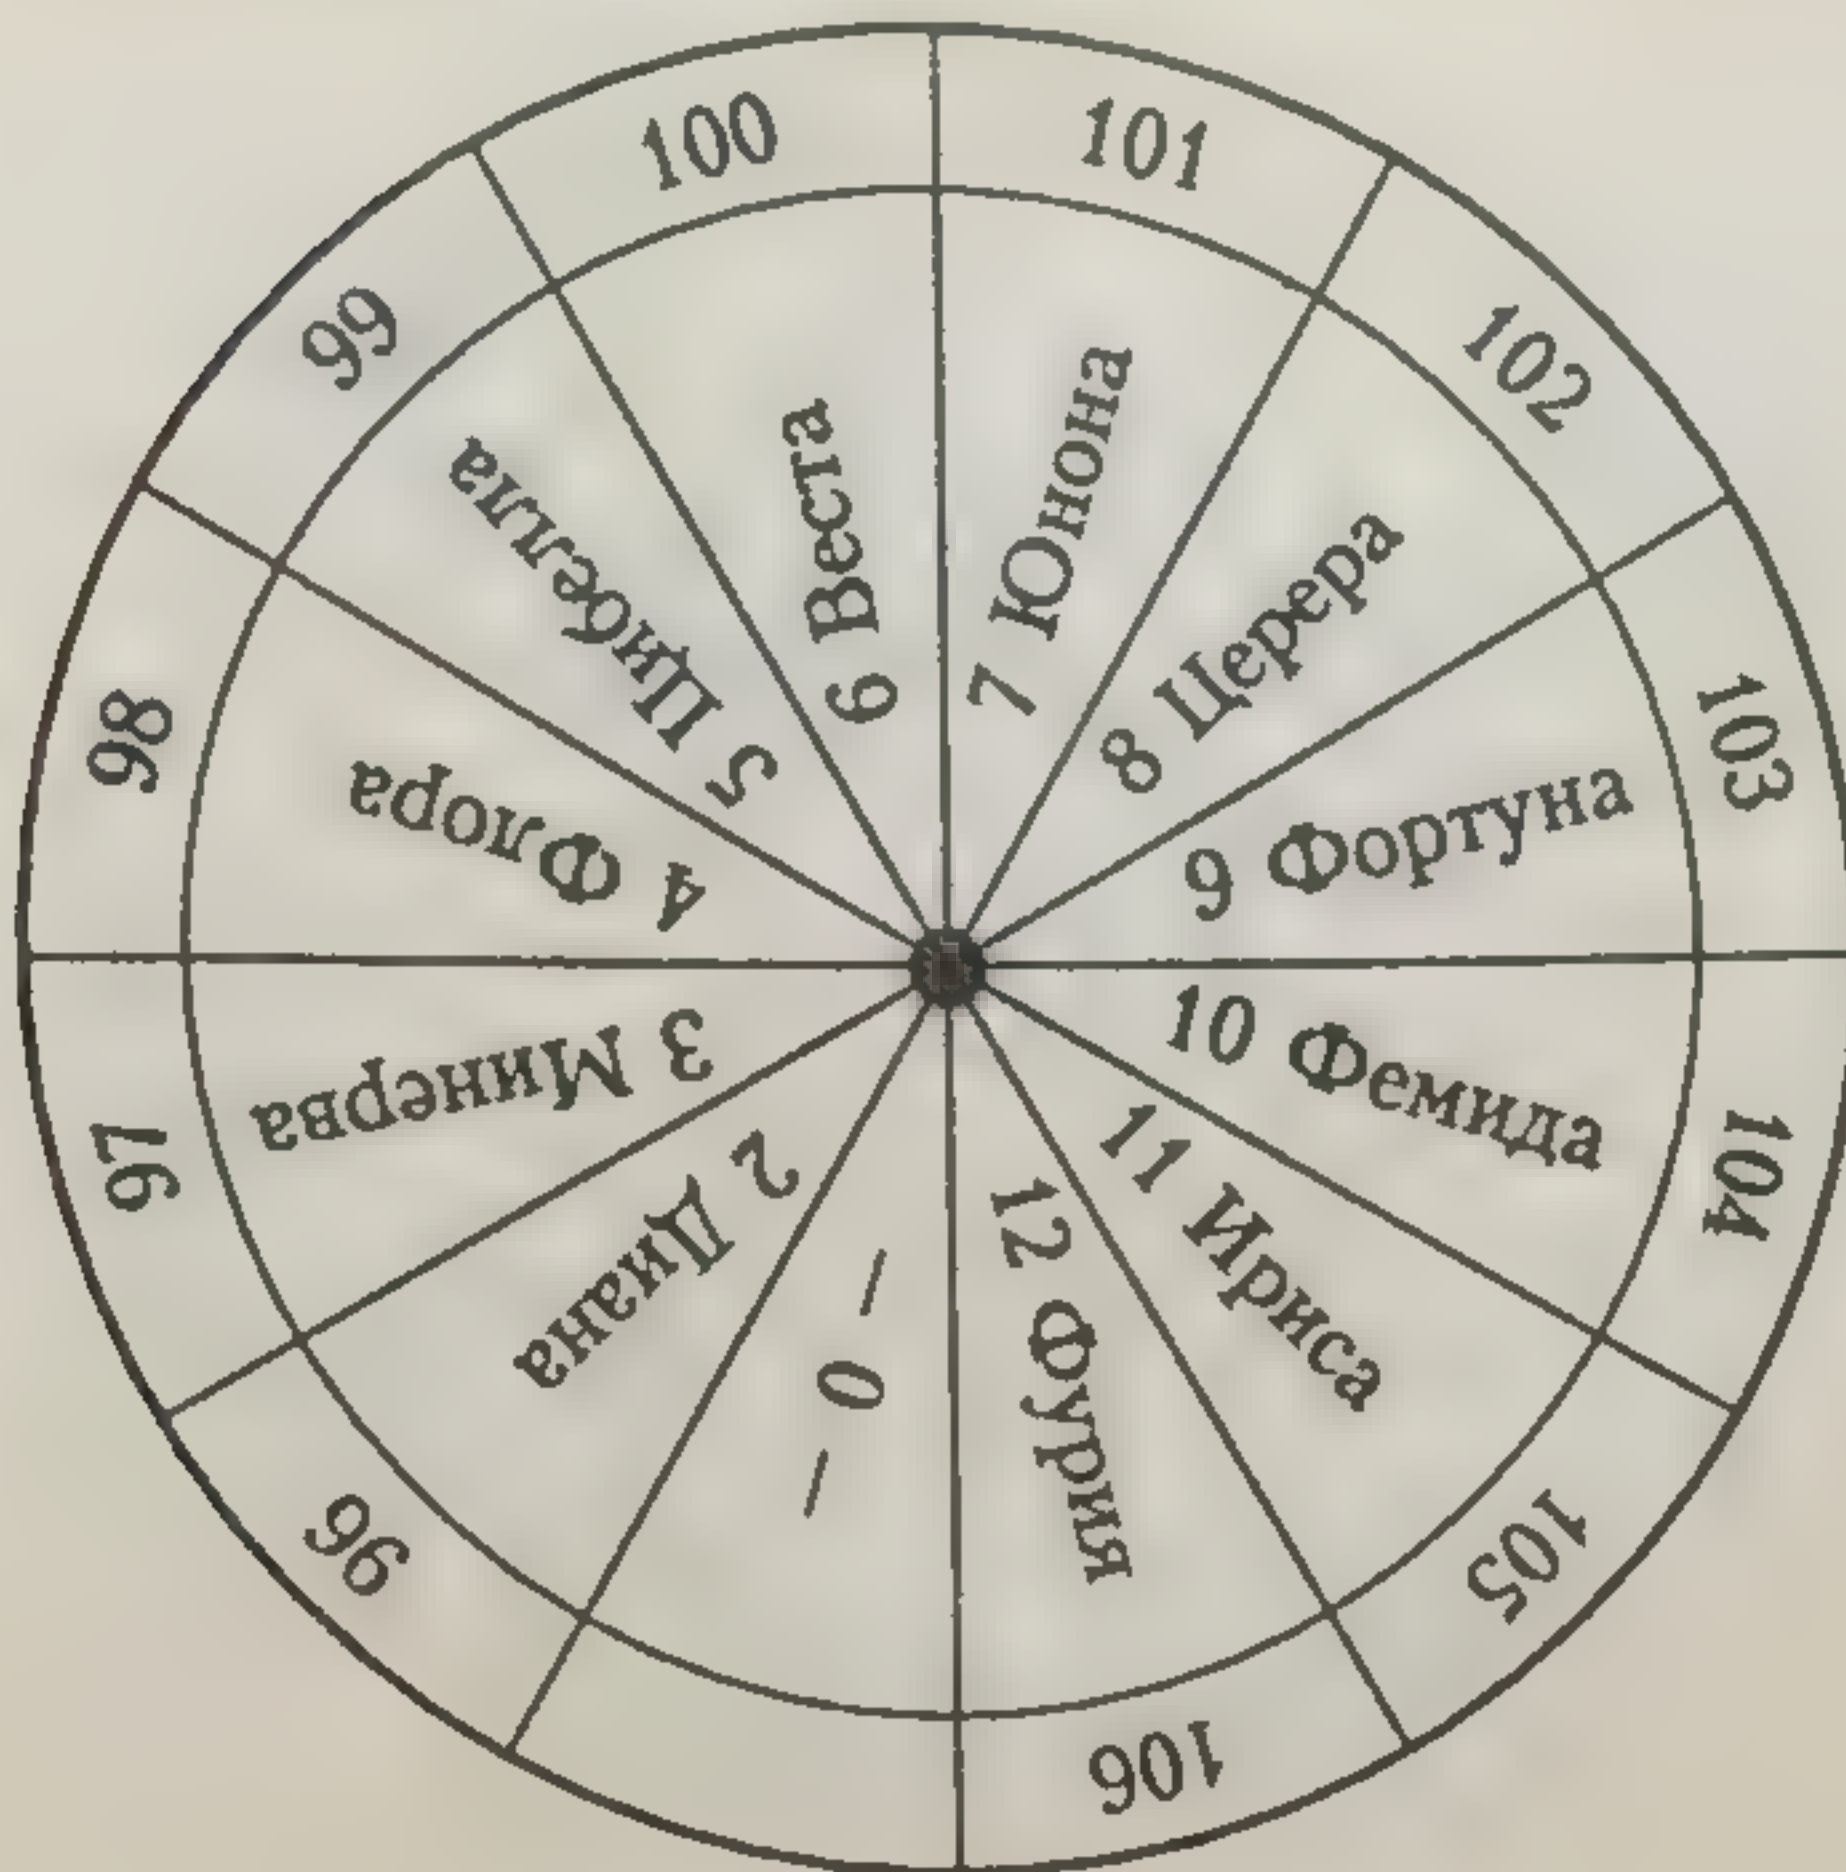 100
101
102
103
104
105
106
96
97
98
99
2 Диана
3 Минерва
4 Флора
5 Цибелла
6 Веста
7 Юнона
8 Церера
9 Фортуна
10 Фемида
11 Ириса
12 Фурия
— 0 —